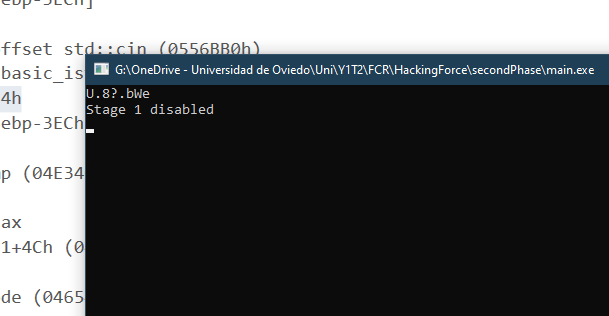 ebp-3ECh]
offset std::cin (0556BB0h)
basic_is
4h
ebp-3ECh
p (04E34
ax
1+4Ch (0
de (0465
G:\OneDrive - Universidad de Oviedo\Uni\Y1T2\FCR\HackingForce\secondPhase\main.exe
U.8?.bWe
Stage 1 disabled